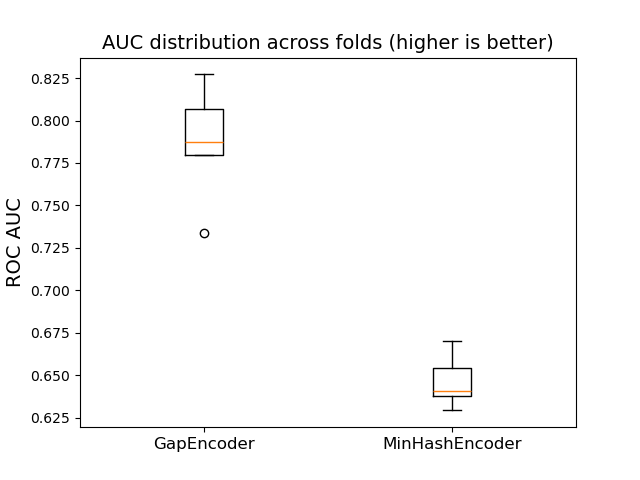 AUC distribution across folds (higher is better)
ROC AUC
0.825
0.800
0.775
0.750
0.725
0.700
0.675
0.650
0.625
GapEncoder
MinHashEncoder